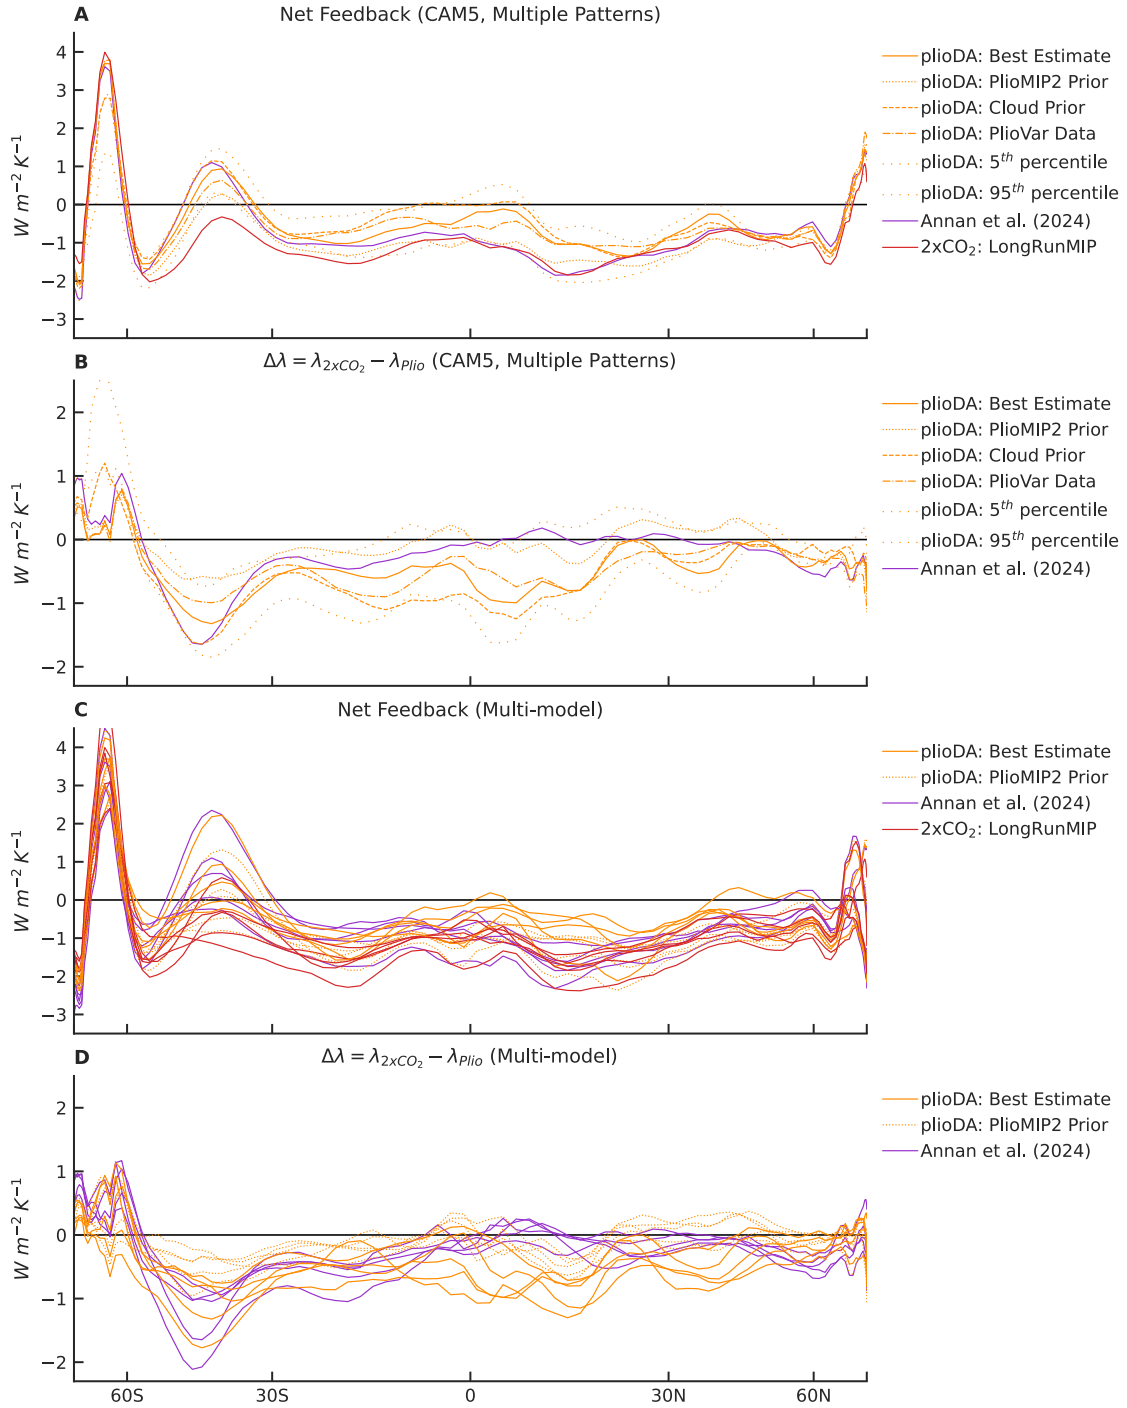 A
Net Feedback (CAM5, Multiple Patterns)
4
3
2
1
0
−1
−2
−3
W m⁻² K⁻¹
plioDA: Best Estimate
plioDA: PlioMIP2 Prior
plioDA: Cloud Prior
plioDA: PlioVar Data
plioDA: 5ᵗʰ percentile
plioDA: 95ᵗʰ percentile
Annan et al. (2024)
2xCO₂: LongRunMIP
B
Δλ = λ₂ₓCO₂ − λPlio (CAM5, Multiple Patterns)
2
1
0
−1
−2
W m⁻² K⁻¹
plioDA: Best Estimate
plioDA: PlioMIP2 Prior
plioDA: Cloud Prior
plioDA: PlioVar Data
plioDA: 5ᵗʰ percentile
plioDA: 95ᵗʰ percentile
Annan et al. (2024)
C
Net Feedback (Multi-model)
4
3
2
1
0
−1
−2
−3
W m⁻² K⁻¹
plioDA: Best Estimate
plioDA: PlioMIP2 Prior
Annan et al. (2024)
2xCO₂: LongRunMIP
D
Δλ = λ₂ₓCO₂ − λPlio (Multi-model)
2
1
0
−1
−2
W m⁻² K⁻¹
plioDA: Best Estimate
plioDA: PlioMIP2 Prior
Annan et al. (2024)
60S 30S 0 30N 60N